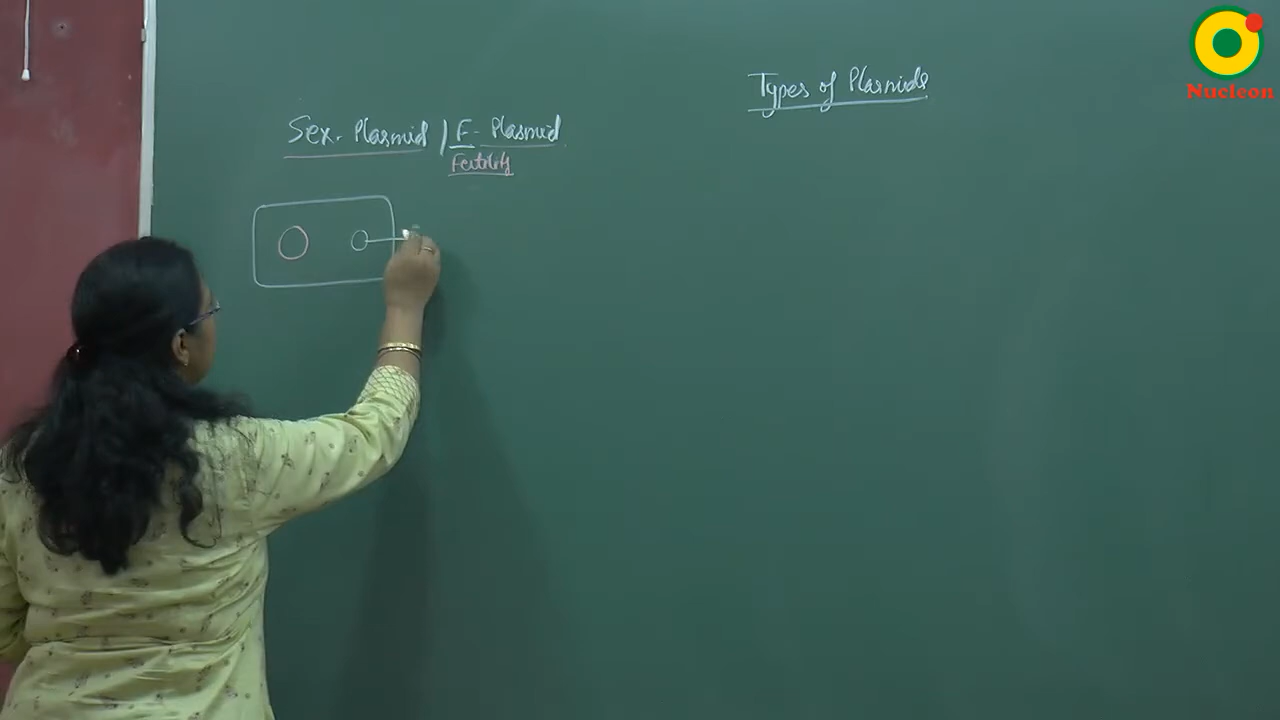 Types of Plasmids
Sex. Plasmid / F - Plasmid
Fertility
Nucleon